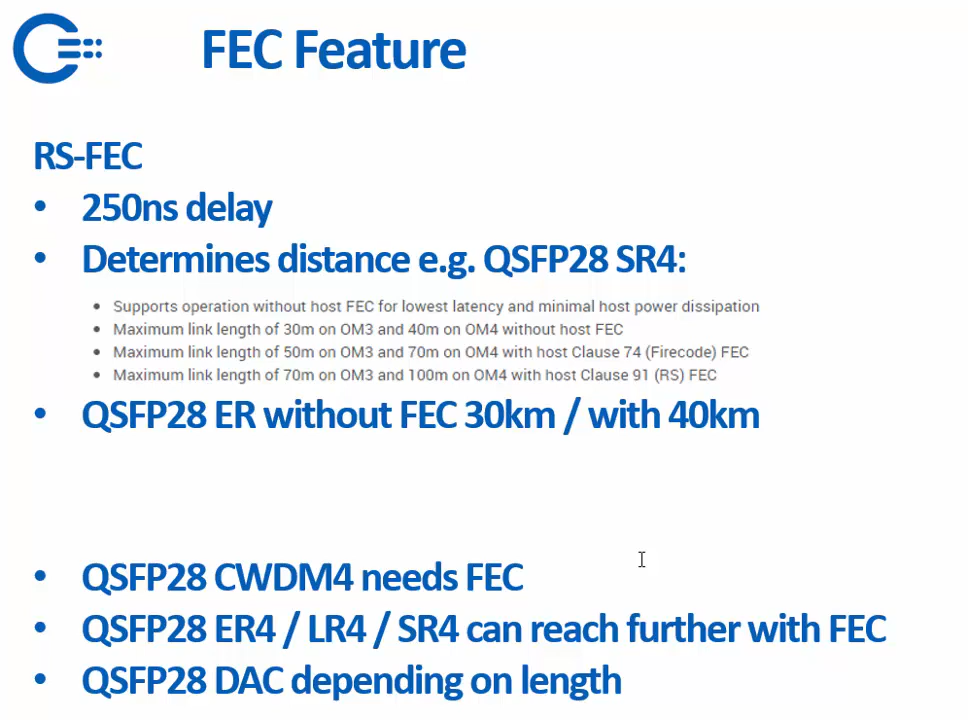 FEC Feature
RS-FEC
• 250ns delay
• Determines distance e.g. QSFP28 SR4:
• Supports operation without host FEC for lowest latency and minimal host power dissipation
• Maximum link length of 30m on OM3 and 40m on OM4 without host FEC
• Maximum link length of 50m on OM3 and 70m on OM4 with host Clause 74 (Firecode) FEC
• Maximum link length of 70m on OM3 and 100m on OM4 with host Clause 91 (RS) FEC
• QSFP28 ER without FEC 30km / with 40km
• QSFP28 CWDM4 needs FEC
• QSFP28 ER4 / LR4 / SR4 can reach further with FEC
• QSFP28 DAC depending on length